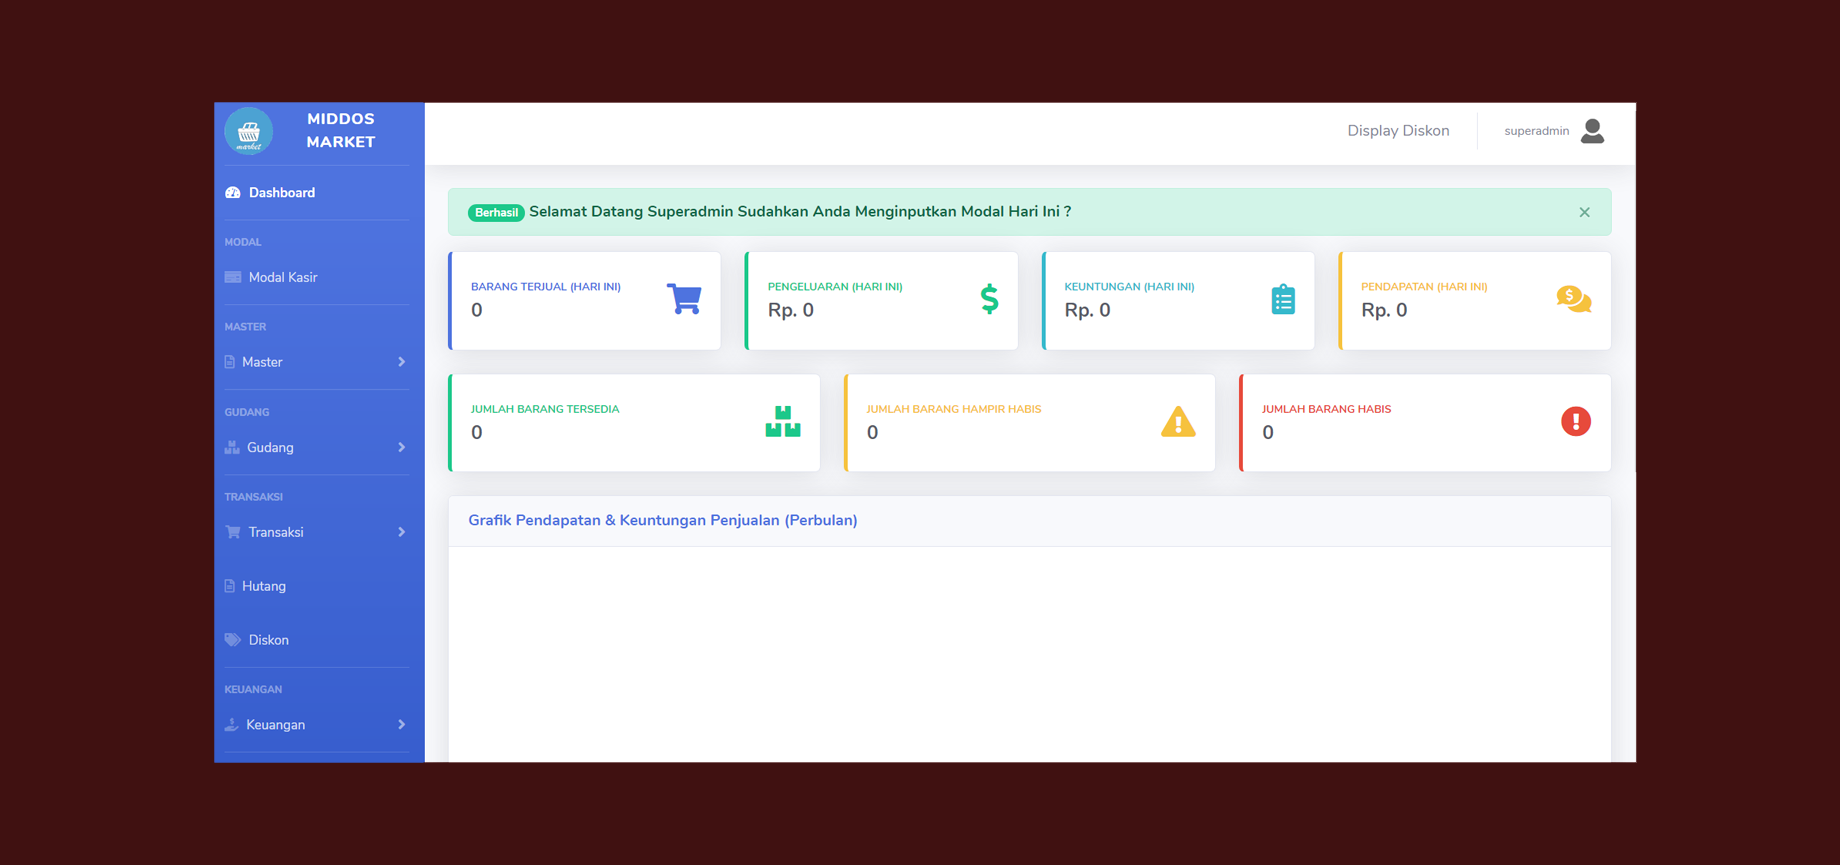 market
MIDDOS
MARKET
Dashboard
MODAL
Modal Kasir
MASTER
Master
GUDANG
Gudang
TRANSAKSI
Transaksi
Hutang
Diskon
KEUANGAN
Keuangan
Display Diskon
superadmin
Berhasil Selamat Datang Superadmin Sudahkan Anda Menginputkan Modal Hari Ini ?
BARANG TERJUAL (HARI INI)
0
PENGELUARAN (HARI INI)
Rp. 0
KEUNTUNGAN (HARI INI)
Rp. 0
PENDAPATAN (HARI INI)
Rp. 0
JUMLAH BARANG TERSEDIA
0
JUMLAH BARANG HAMPIR HABIS
0
JUMLAH BARANG HABIS
0
Grafik Pendapatan & Keuntungan Penjualan (Perbulan)